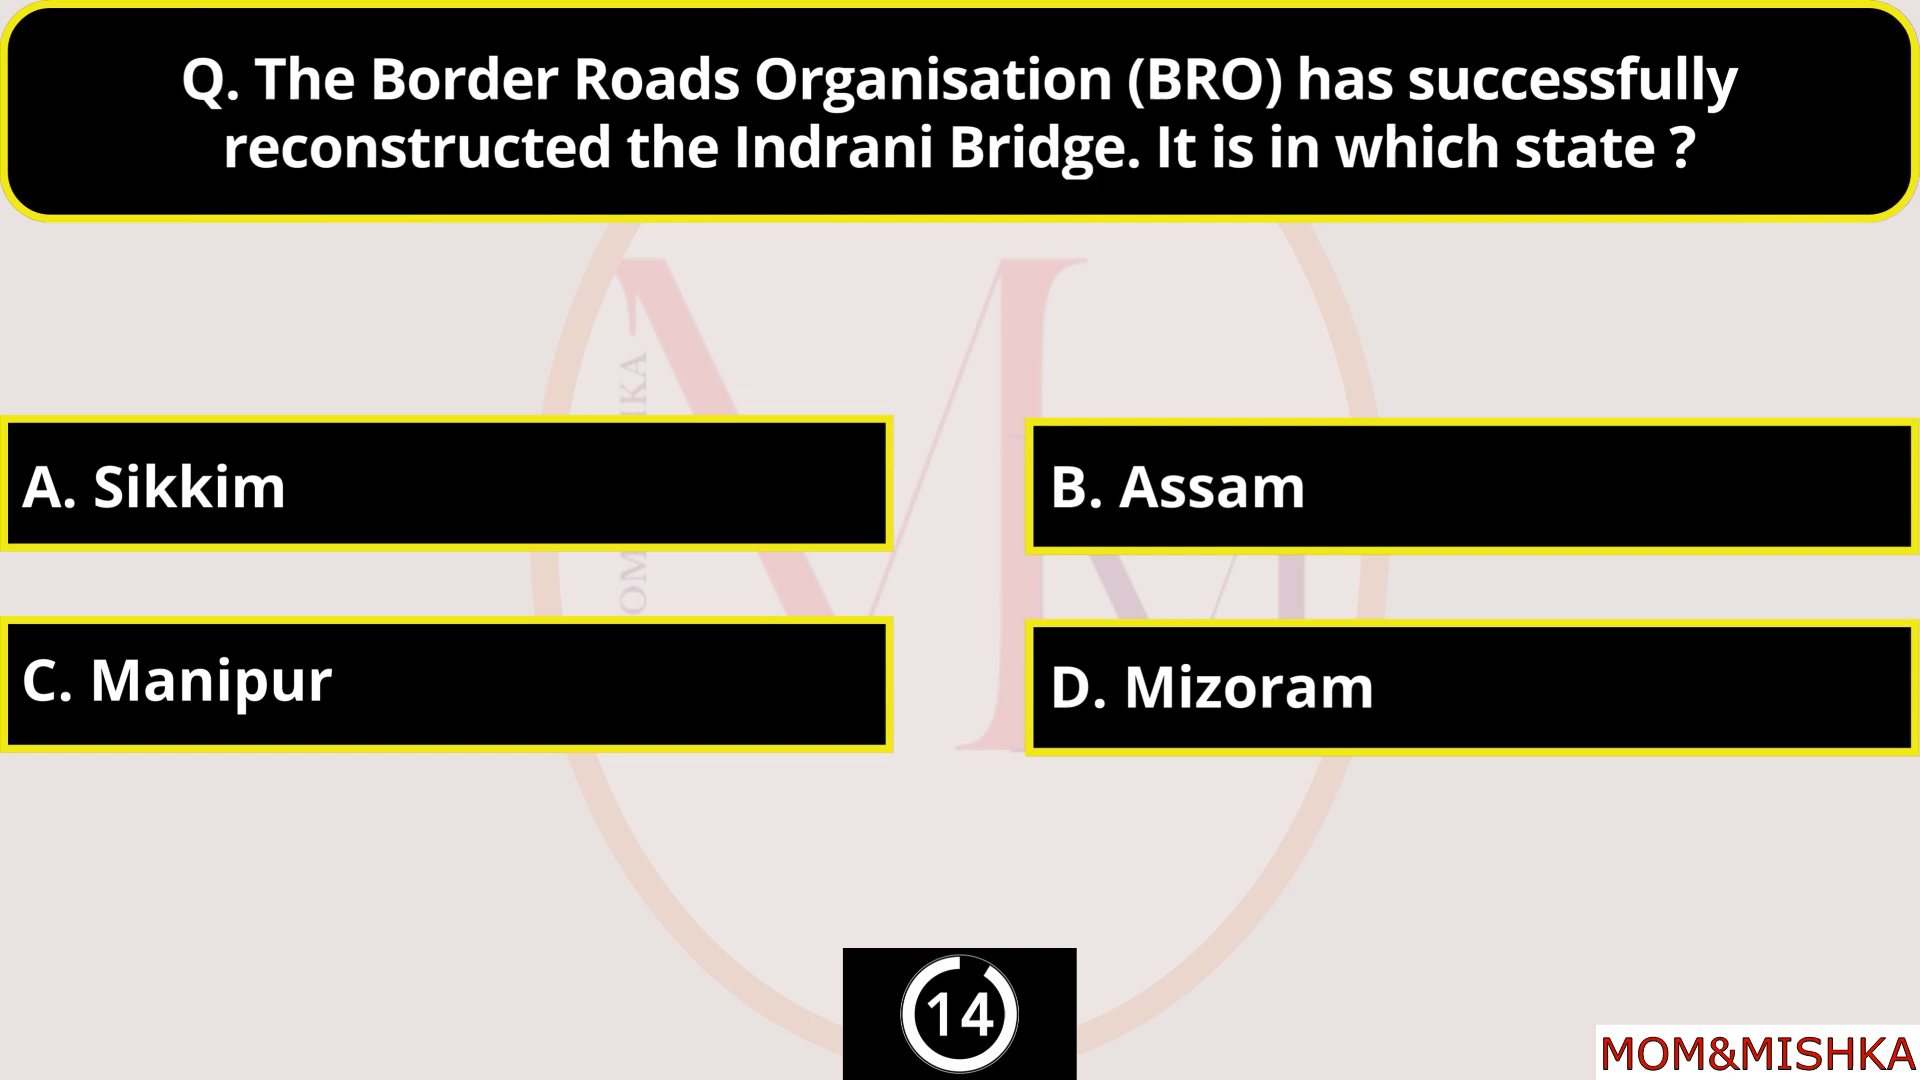 Q. The Border Roads Organisation (BRO) has successfully
reconstructed the Indrani Bridge. It is in which state ?
A. Sikkim
B. Assam
C. Manipur
D. Mizoram
14
MOM&MISHKA